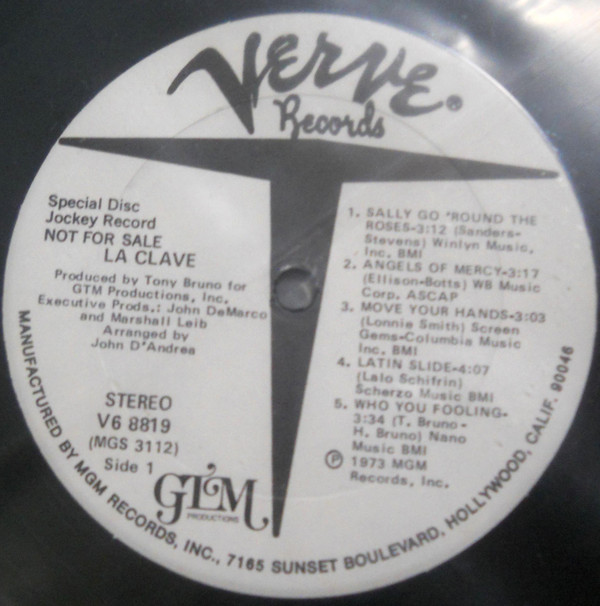 VERVE®
Records
Special Disc
Jockey Record
NOT FOR SALE
LA CLAVE
Produced by Tony Bruno for
GTM Productions, Inc.
Executive Prods.: John DeMarco
and Marshall Leib
Arranged by
John D'Andrea
STEREO
V6 8819
(MGS 3112)
Side 1
GTM
PRODUCTIONS
1. SALLY GO 'ROUND THE
ROSES-3:12 (Sanders-
Stevens) Winlyn Music,
Inc. BMI
2. ANGELS OF MERCY-3:17
(Ellison-Botts) WB Music
Corp. ASCAP
3. MOVE YOUR HANDS-3:03
(Lonnie Smith) Screen
Gems-Columbia Music
Inc. BMI
4. LATIN SLIDE-4:07
(Lalo Schifrin)
Scherzo Music BMI
5. WHO YOU FOOLING-
3:34 (T. Bruno-
H. Bruno) Nano
Music BMI
℗ 1973 MGM
Records, Inc.
MANUFACTURED BY MGM RECORDS, INC., 7165 SUNSET BOULEVARD, HOLLYWOOD, CALIF. 90046